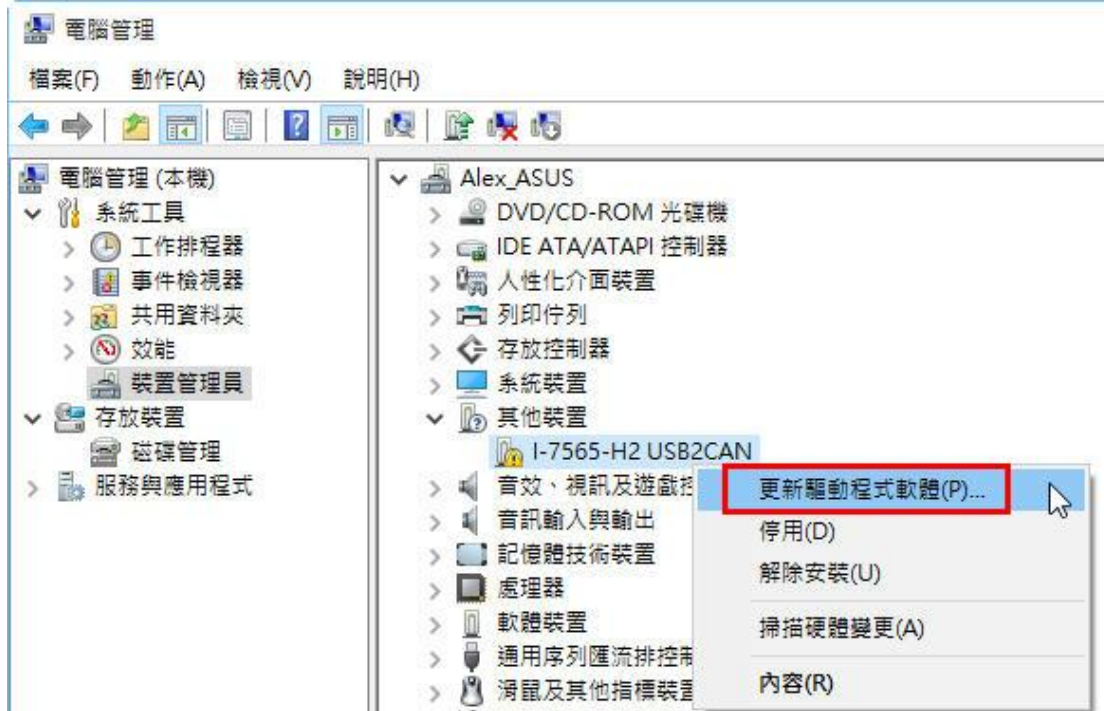 電腦管理
檔案(F) 動作(A) 檢視(V) 說明(H)
電腦管理 (本機)
系統工具
工作排程器
事件檢視器
共用資料夾
效能
裝置管理員
存放裝置
磁碟管理
服務與應用程式
Alex_ASUS
DVD/CD-ROM 光碟機
IDE ATA/ATAPI 控制器
人性化介面裝置
列印佇列
存放控制器
系統裝置
其他裝置
I-7565-H2 USB2CAN
音效、視訊及遊戲控
音訊輸入與輸出
記憶體技術裝置
處理器
軟體裝置
通用序列匯流排控制
滑鼠及其他指標裝置
更新驅動程式軟體(P)...
停用(D)
解除安裝(U)
掃描硬體變更(A)
內容(R)